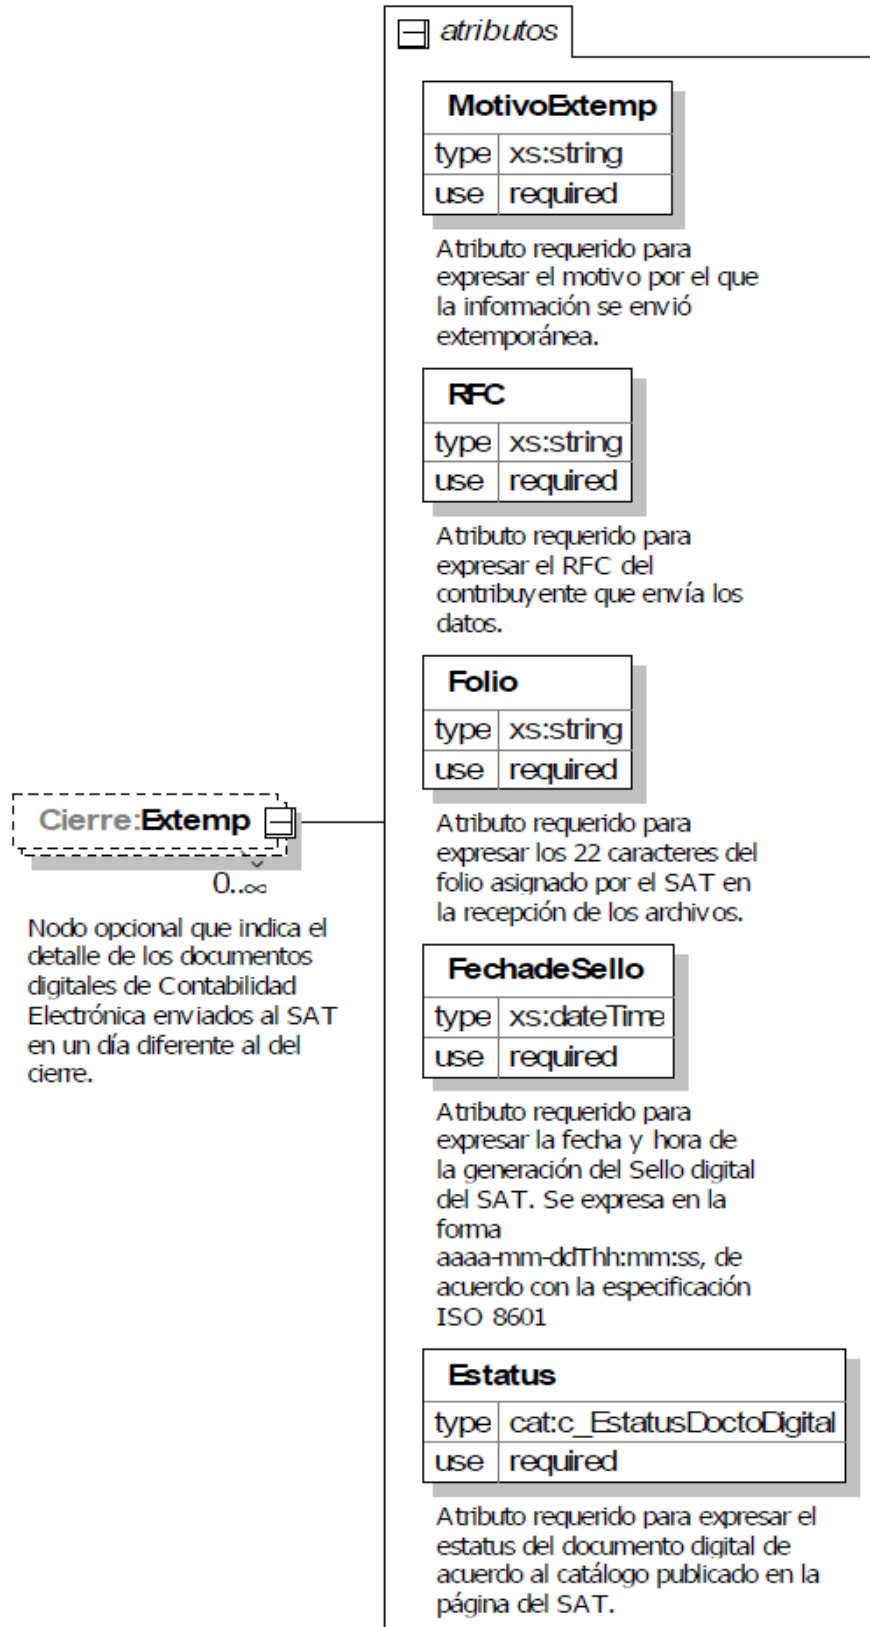 atributos
MotivoExtemp
type xs:string
use required
Atributo requerido para
expresar el motivo por el que
la información se envió
extemporánea.
RFC
type xs:string
use required
Atributo requerido para
expresar el RFC del
contribuyente que envía los
datos.
Folio
type xs:string
use required
Atributo requerido para
expresar los 22 caracteres del
folio asignado por el SAT en
la recepción de los archivos.
Cierre:Extemp
0..∞
Nodo opcional que indica el
detalle de los documentos
digitales de Contabilidad
Electrónica enviados al SAT
en un día diferente al del
cierre.
FechadeSello
type xs:dateTime
use required
Atributo requerido para
expresar la fecha y hora de
la generación del Sello digital
del SAT. Se expresa en la
forma
aaaa-mm-ddThh:mm:ss, de
acuerdo con la especificación
ISO 8601
Estatus
type cat:c_EstatusDoctoDigital
use required
Atributo requerido para expresar el
estatus del documento digital de
acuerdo al catálogo publicado en la
página del SAT.